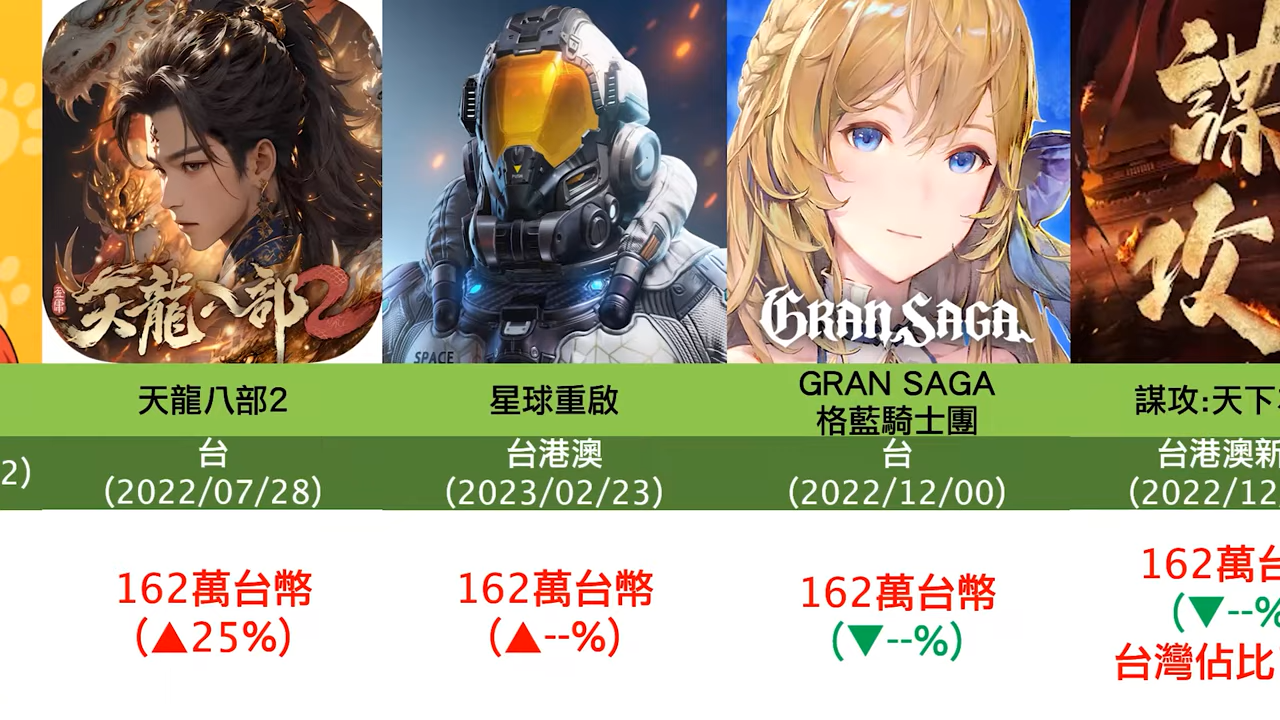 天龍八部2
SPACE
GRAN SAGA
謀
攻
天龍八部2
星球重啟
GRAN SAGA
格藍騎士團
謀攻:天下
2)
台
(2022/07/28)
台港澳
(2023/02/23)
台
(2022/12/00)
台港澳新
(2022/12
162萬台幣
(▲25%)
162萬台幣
(▲--%)
162萬台幣
(▼--%)
162萬台
(▼--%
台灣佔比